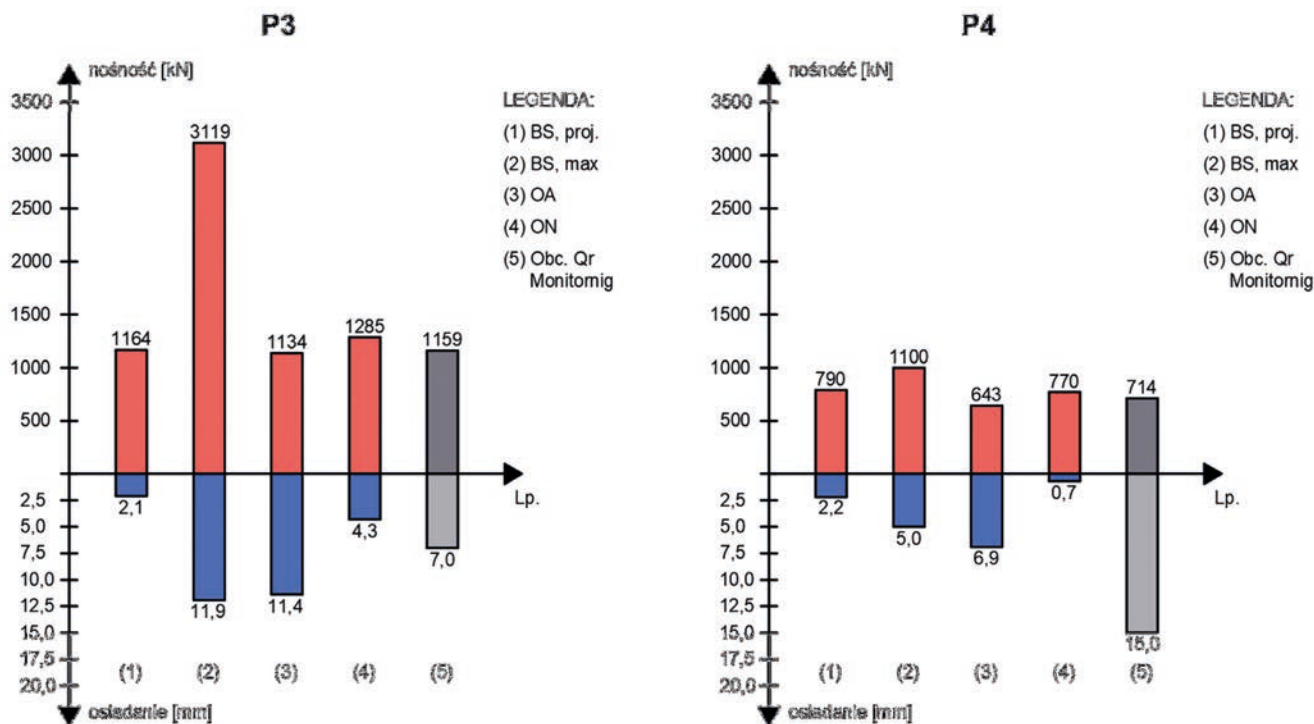 P3
nośność [kN]
3500
3000
2500
2000
1500
1000
500
2,5
5,0
7,5
10,0
12,5
15,0
17,5
20,0
osiadanie [mm]
3119
1164
1134
1285
1159
2,1
11,9
11,4
4,3
7,0
Lp.
(1)
(2)
(3)
(4)
(5)
LEGENDA:
(1) BS, proj.
(2) BS, max
(3) OA
(4) ON
(5) Obc. Qr
Monitornig
P4
nośność [kN]
3500
3000
2500
2000
1500
1000
500
2,5
5,0
7,5
10,0
12,5
15,0
17,5
20,0
osiadanie [mm]
790
1100
643
770
714
2,2
5,0
6,9
0,7
15,0
Lp.
(1)
(2)
(3)
(4)
(5)
LEGENDA:
(1) BS, proj.
(2) BS, max
(3) OA
(4) ON
(5) Obc. Qr
Monitornig